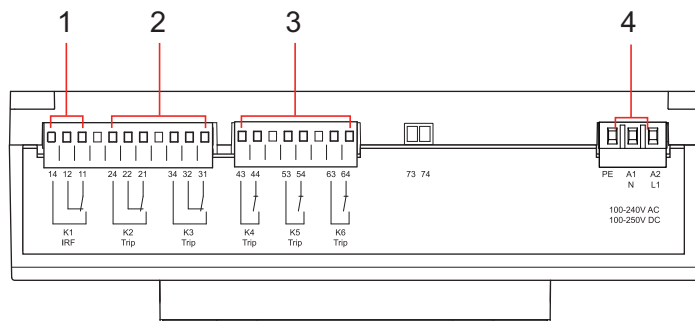 1 2 3 4
14 12 11 24 22 21 34 32 31 43 44 53 54 63 64 73 74 PE A1 A2
N L1
K1 K2 K3 K4 K5 K6
IRF Trip Trip Trip Trip Trip
100-240V AC
100-250V DC